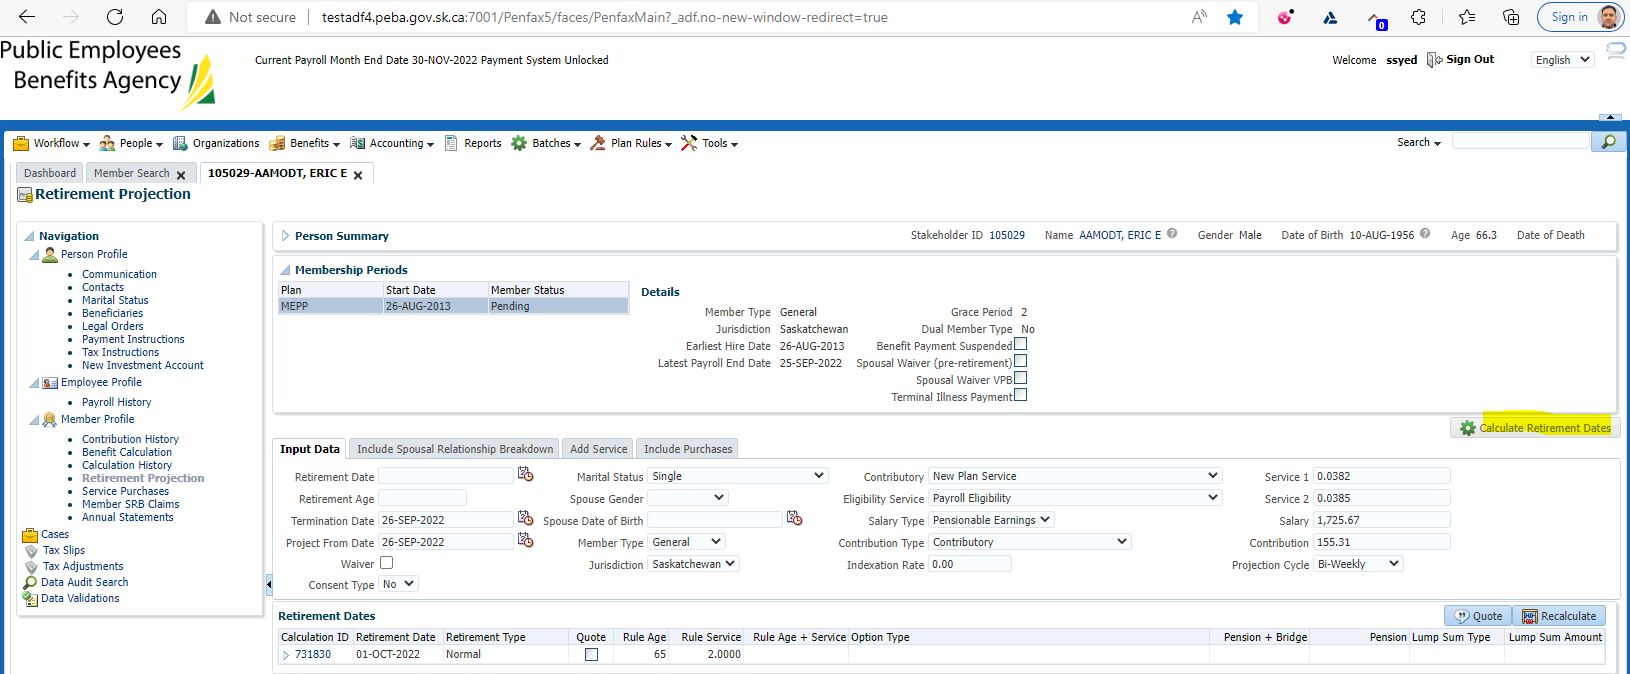 Not secure testadf4.peba.gov.sk.ca:7001/Penfax5/faces/PenfaxMain?_adf.no-new-window-redirect=true Sign in
0
Public Employees
Benefits Agency
Current Payroll Month End Date 30-NOV-2022 Payment System Unlocked
Welcome ssyed Sign Out English
Workflow People Organizations Benefits Accounting Reports Batches Plan Rules Tools Search
Dashboard Member Search 105029-AAMODT, ERIC E
Retirement Projection
Navigation
Person Profile
Communication
Contacts
Marital Status
Beneficiaries
Legal Orders
Payment Instructions
Tax Instructions
New Investment Account
Employee Profile
Payroll History
Member Profile
Contribution History
Benefit Calculation
Calculation History
Retirement Projection
Service Purchases
Member SRB Claims
Annual Statements
Cases
Tax Slips
Tax Adjustments
Data Audit Search
Data Validations
Person Summary Stakeholder ID 105029 Name AAMODT, ERIC E Gender Male Date of Birth 10-AUG-1956 Age 66.3 Date of Death
Membership Periods
Plan Start Date Member Status
MEPP 26-AUG-2013 Pending
Details
Member Type General Grace Period 2
Jurisdiction Saskatchewan Dual Member Type No
Earliest Hire Date 26-AUG-2013 Benefit Payment Suspended
Latest Payroll End Date 25-SEP-2022 Spousal Waiver (pre-retirement)
Spousal Waiver VPB
Terminal Illness Payment
Calculate Retirement Dates
Input Data Include Spousal Relationship Breakdown Add Service Include Purchases
Retirement Date Marital Status Single Contributory New Plan Service Service 1 0.0382
Retirement Age Spouse Gender Eligibility Service Payroll Eligibility Service 2 0.0385
Termination Date 26-SEP-2022 Spouse Date of Birth Salary Type Pensionable Earnings Salary 1,725.67
Project From Date 26-SEP-2022 Member Type General Contribution Type Contributory Contribution 155.31
Waiver Jurisdiction Saskatchewan Indexation Rate 0.00 Projection Cycle Bi-Weekly
Consent Type No
Retirement Dates Quote Recalculate
Calculation ID Retirement Date Retirement Type Quote Rule Age Rule Service Rule Age + Service Option Type Pension + Bridge Pension Lump Sum Type Lump Sum Amount
731830 01-OCT-2022 Normal 65 2.0000